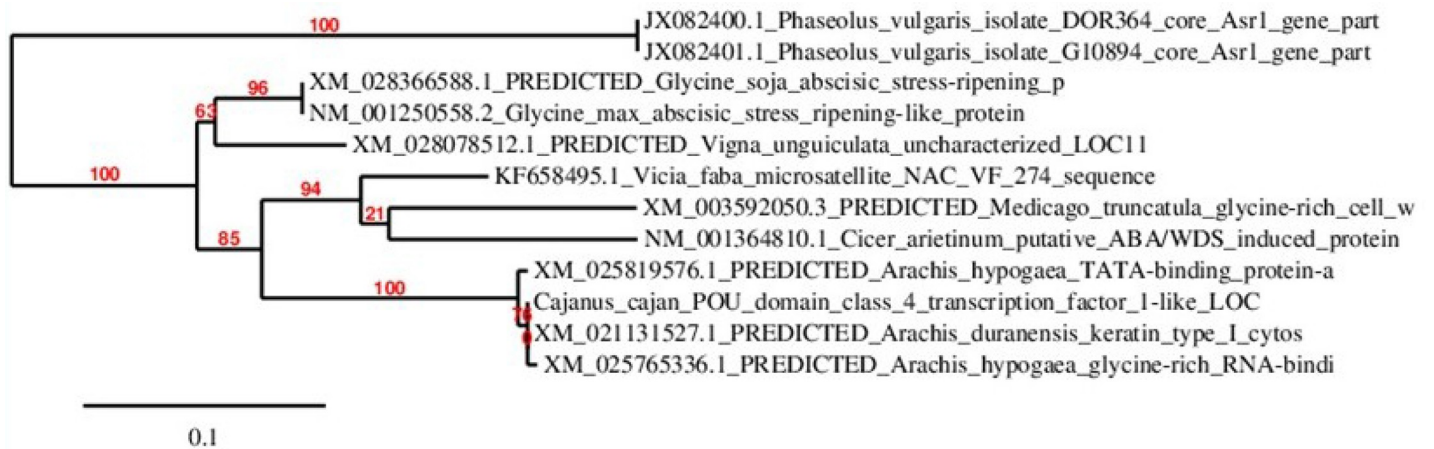 100
JX082400.1_Phaseolus_vulgaris_isolate_DOR364_core_Asr1_gene_part
JX082401.1_Phaseolus_vulgaris_isolate_G10894_core_Asr1_gene_part
XM_028366588.1_PREDICTED_Glycine_soja_abscisic_stress-ripening_p
96
63
NM_001250558.2_Glycine_max_abscisic_stress_ripening-like_protein
XM_028078512.1_PREDICTED_Vigna_unguiculata_uncharacterized_LOC11
100
94
KF658495.1_Vicia_faba_microsatellite_NAC_VF_274_sequence
21
XM_003592050.3_PREDICTED_Medicago_truncatula_glycine-rich_cell_w
85
NM_001364810.1_Cicer_arietinum_putative_ABA/WDS_induced_protein
XM_025819576.1_PREDICTED_Arachis_hypogaea_TATA-binding_protein-a
100
Cajanus_cajan_POU_domain_class_4_transcription_factor_1-like_LOC
76
XM_021131527.1_PREDICTED_Arachis_duranensis_keratin_type_I_cytos
XM_025765336.1_PREDICTED_Arachis_hypogaea_glycine-rich_RNA-bindi
0.1